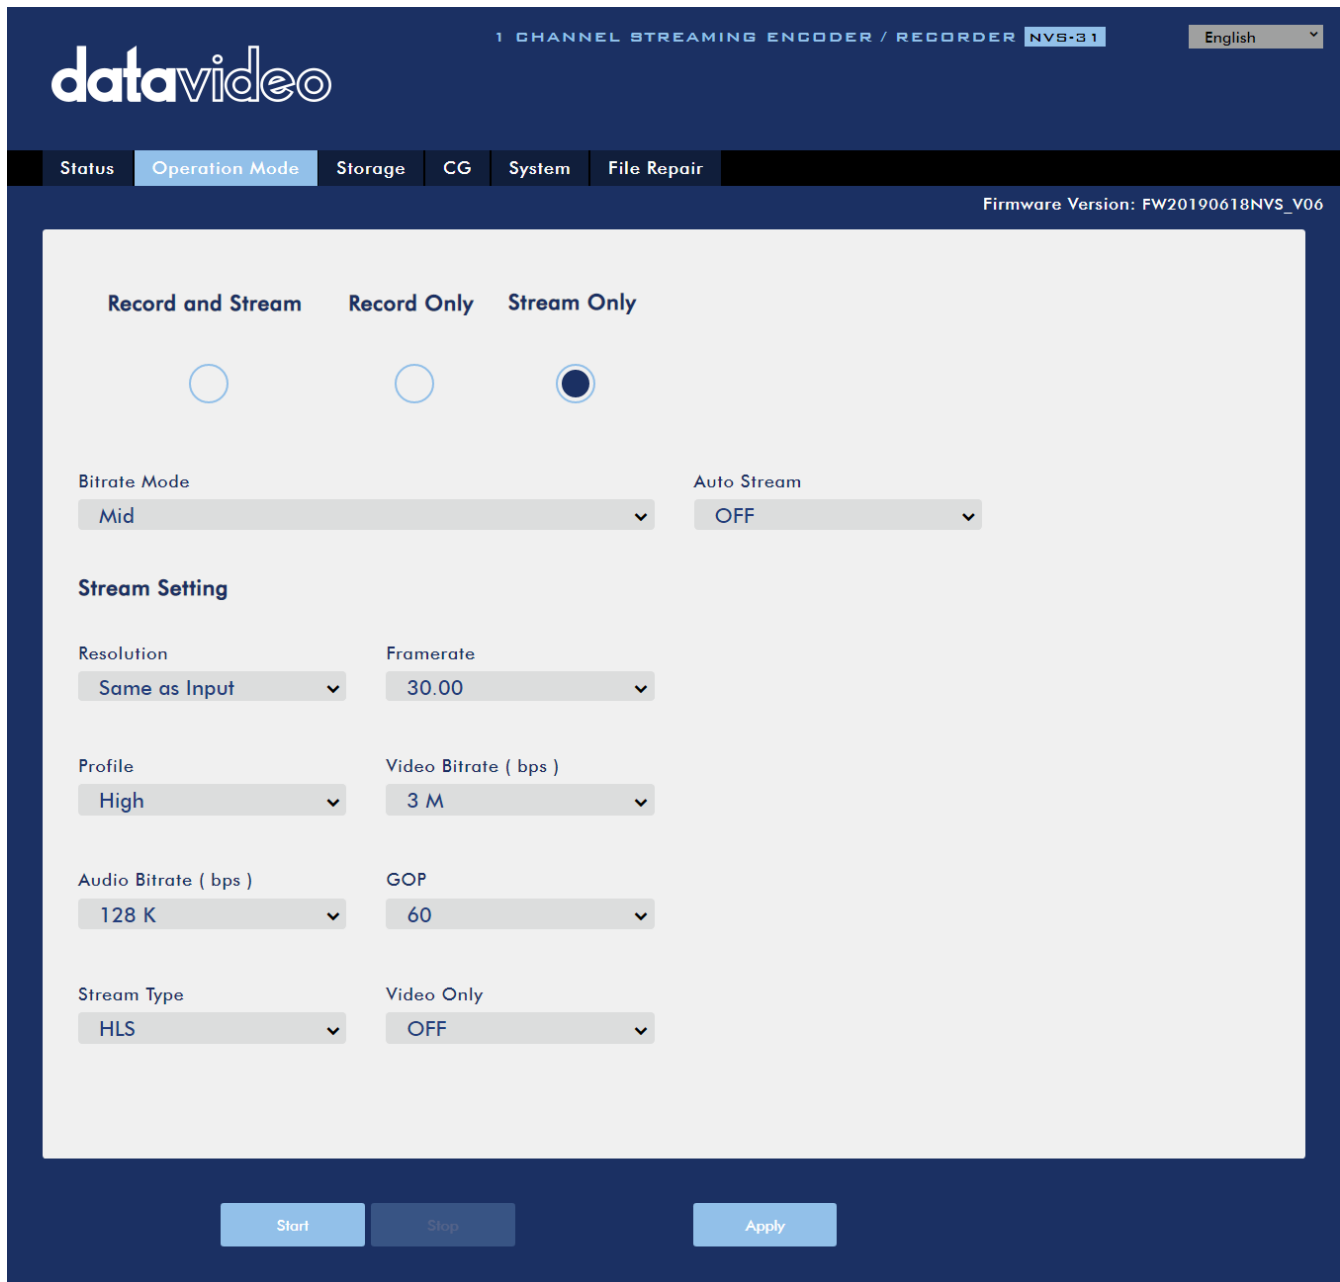 1 CHANNEL STREAMING ENCODER / RECORDER NVS-31
English
datavideo
Status Operation Mode Storage CG System File Repair
Firmware Version: FW20190618NVS_V06
Record and Stream Record Only Stream Only
Bitrate Mode Auto Stream
Mid OFF
Stream Setting
Resolution Framerate
Same as Input 30.00
Profile Video Bitrate ( bps )
High 3 M
Audio Bitrate ( bps ) GOP
128 K 60
Stream Type Video Only
HLS OFF
Start Stop Apply